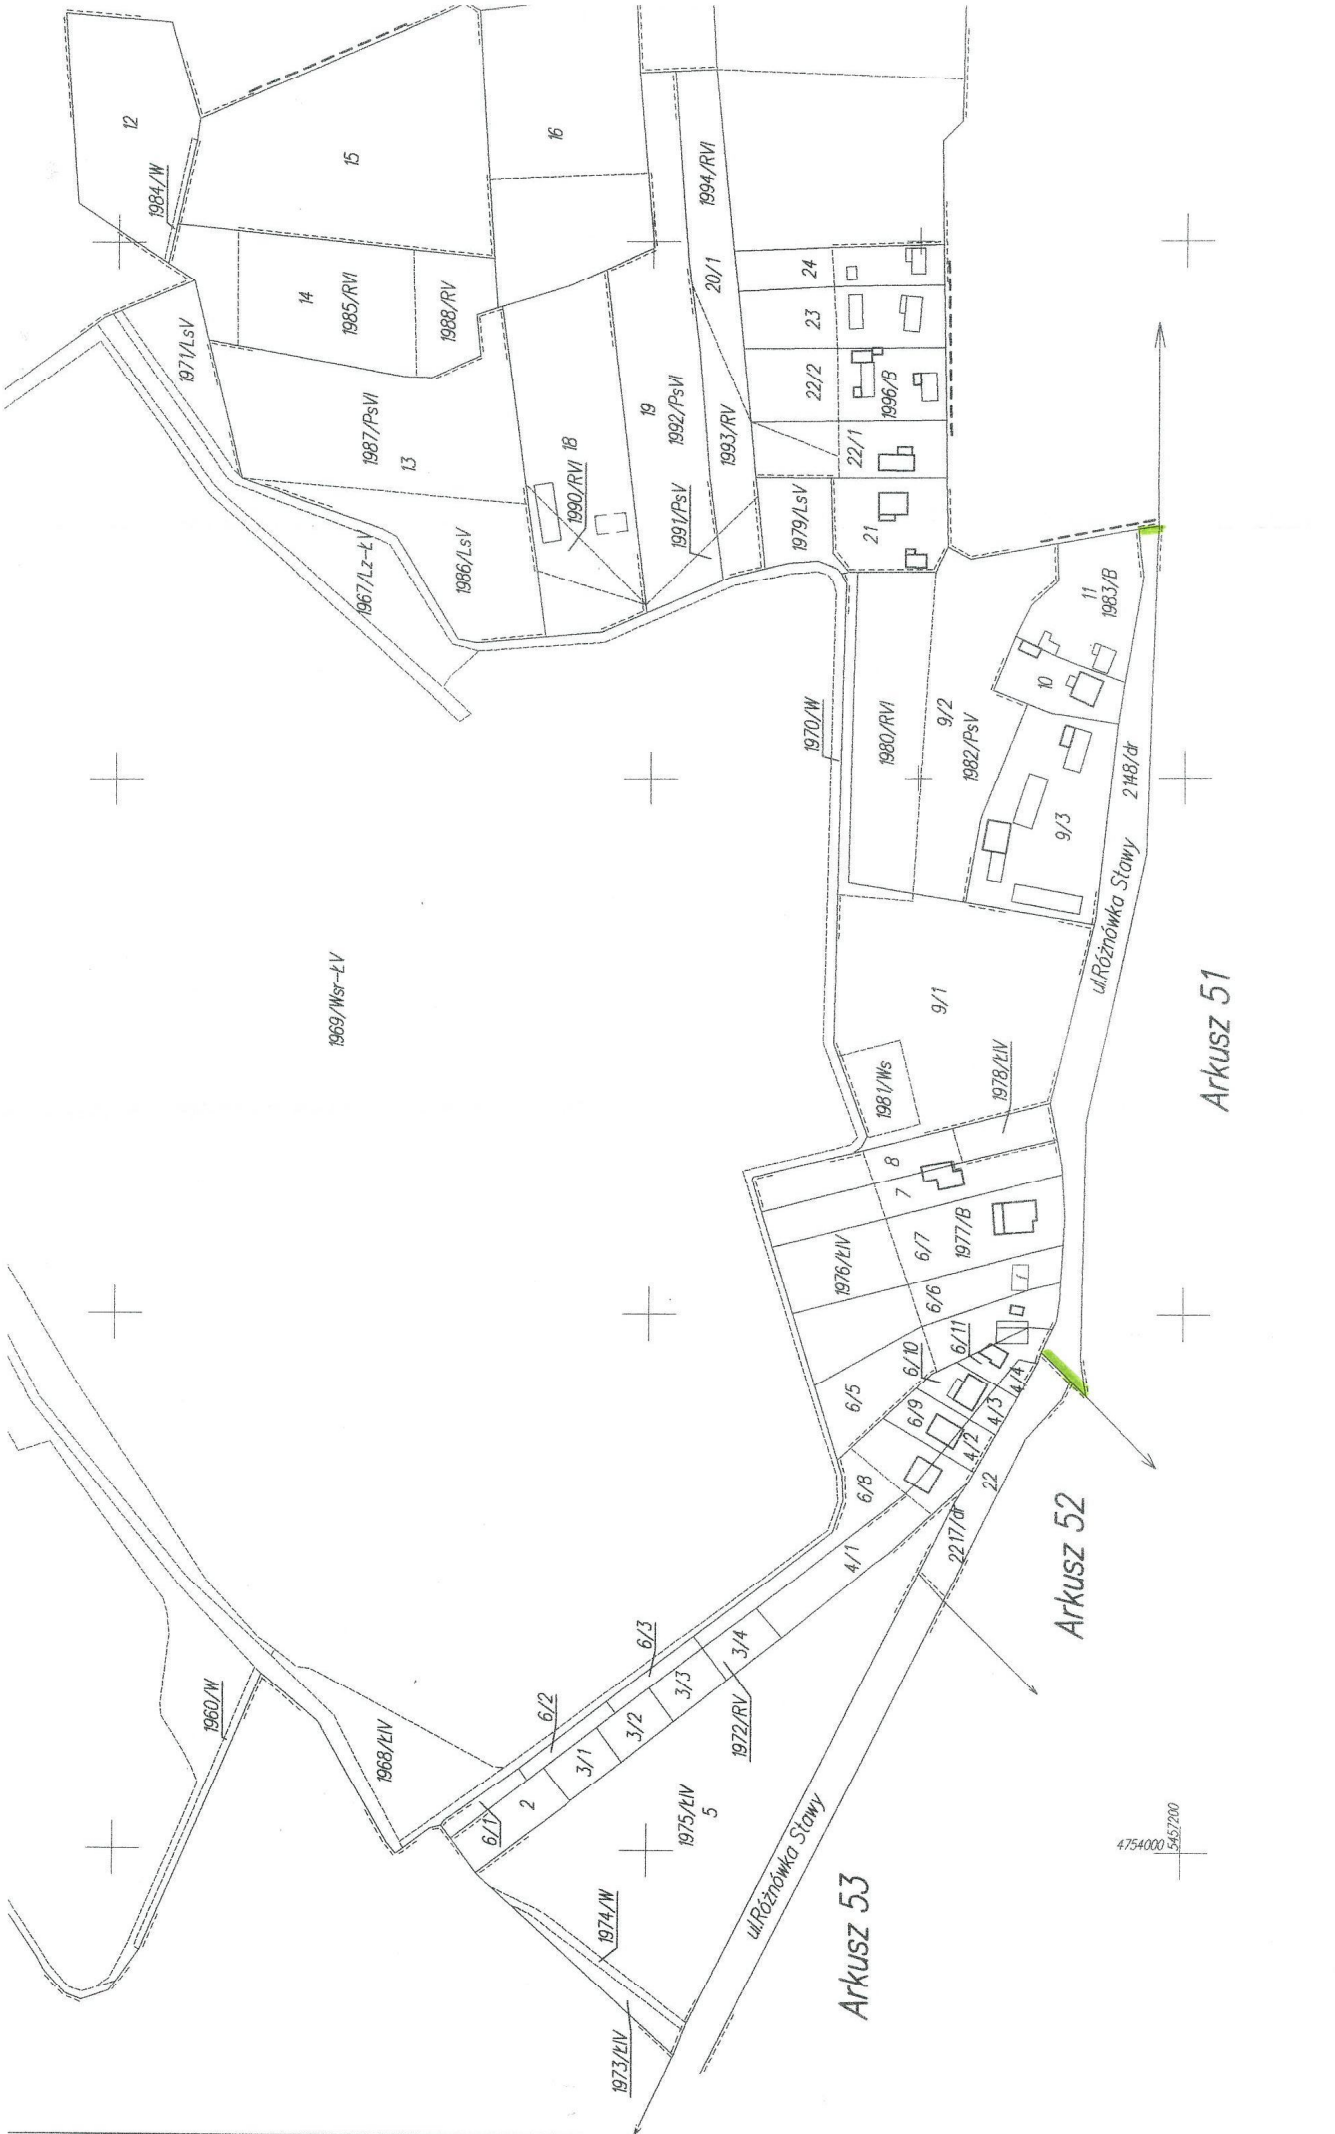 12
1984/W
15
16
1971/LsV
14
1985/RVI
1988/RV
1994/RVI
20/1
24
23
22/2
1996/B
22/1
1987/PsVI
13
19
1992/PsVI
1993/RV
18
1990/RVI
1991/PsV
1979/LsV
21
1967/Lz-ŁV
1986/LsV
11
1983/B
10
1970/W
1980/RVI
9/2
1982/PsV
9/3
2148/dr
ul.Różnówka Stawy
1969/Wsr-ŁV
9/1
1981/Ws
1978/ŁIV
Arkusz 51
8
7
1976/ŁIV
6/7
1977/B
6/6
6/11
6/10
6/5
6/9
4/4
4/3
4/2
6/8
22
2217/dr
4/1
Arkusz 52
6/3
3/4
3/3
1972/RV
6/2
3/2
3/1
1960/W
1968/ŁIV
2
6/1
1975/ŁIV
5
ul.Różnówka Stawy
4754000 5457200
1974/W
Arkusz 53
1973/ŁIV